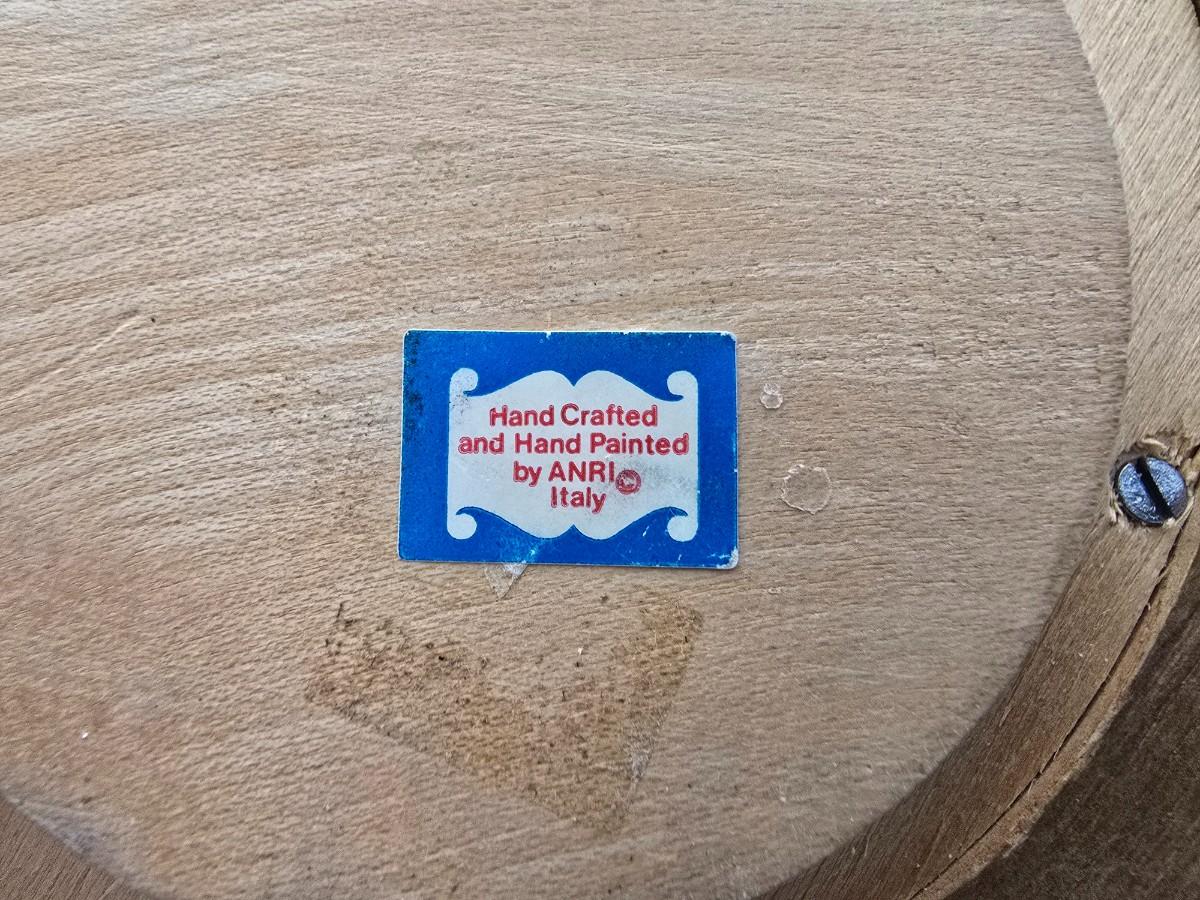 Hand Crafted
and Hand Painted
by ANRI©
Italy